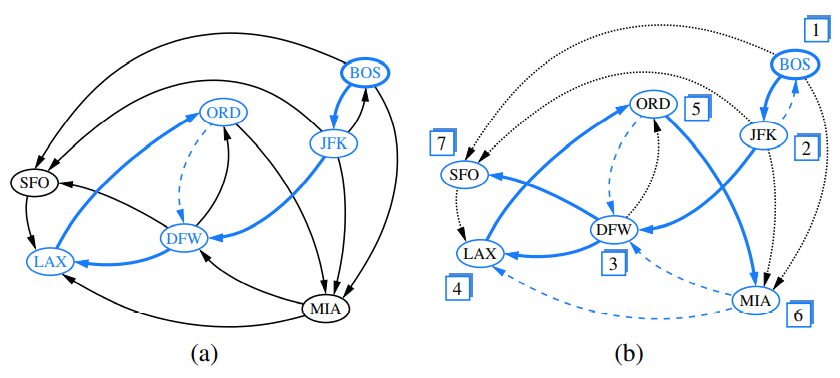 BOS
ORD
JFK
SFO
DFW
LAX
MIA
(a)
1
BOS
ORD
5
JFK
2
7
SFO
DFW
LAX
3
4
MIA
6
(b)